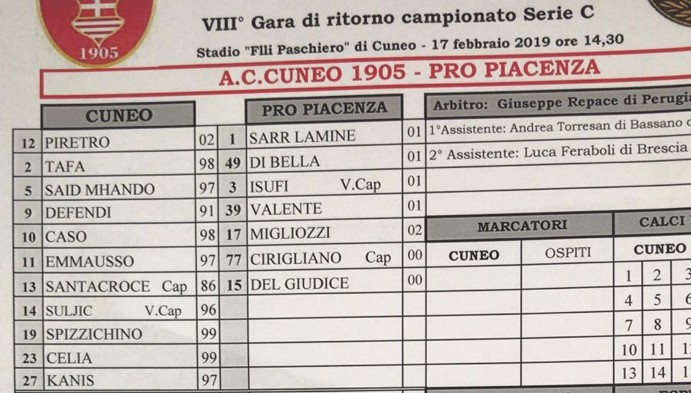 1905
VIII° Gara di ritorno campionato Serie C
Stadio "Flli Paschiero" di Cuneo - 17 febbraio 2019 ore 14,30
A.C.CUNEO 1905 - PRO PIACENZA
CUNEO PRO PIACENZA Arbitro: Giuseppe Repace di Perugia
12 PIRETRO 02 1 SARR LAMINE 01 1°Assistente: Andrea Torresan di Bassano
2 TAFA 98 49 DI BELLA 01 2° Assistente: Luca Feraboli di Brescia
5 SAID MHANDO 97 3 ISUFI V.Cap 01
9 DEFENDI 91 39 VALENTE 01
10 CASO 98 17 MIGLIOZZI 02 MARCATORI CALCI
11 EMMAUSSO 97 77 CIRIGLIANO Cap 00 CUNEO OSPITI CUNEO
13 SANTACROCE Cap 86 15 DEL GIUDICE 00 1 2 3
14 SULJIC V.Cap 96 4 5 6
19 SPIZZICHINO 99 7 8 9
23 CELIA 99 10 11
27 KANIS 97 13 14